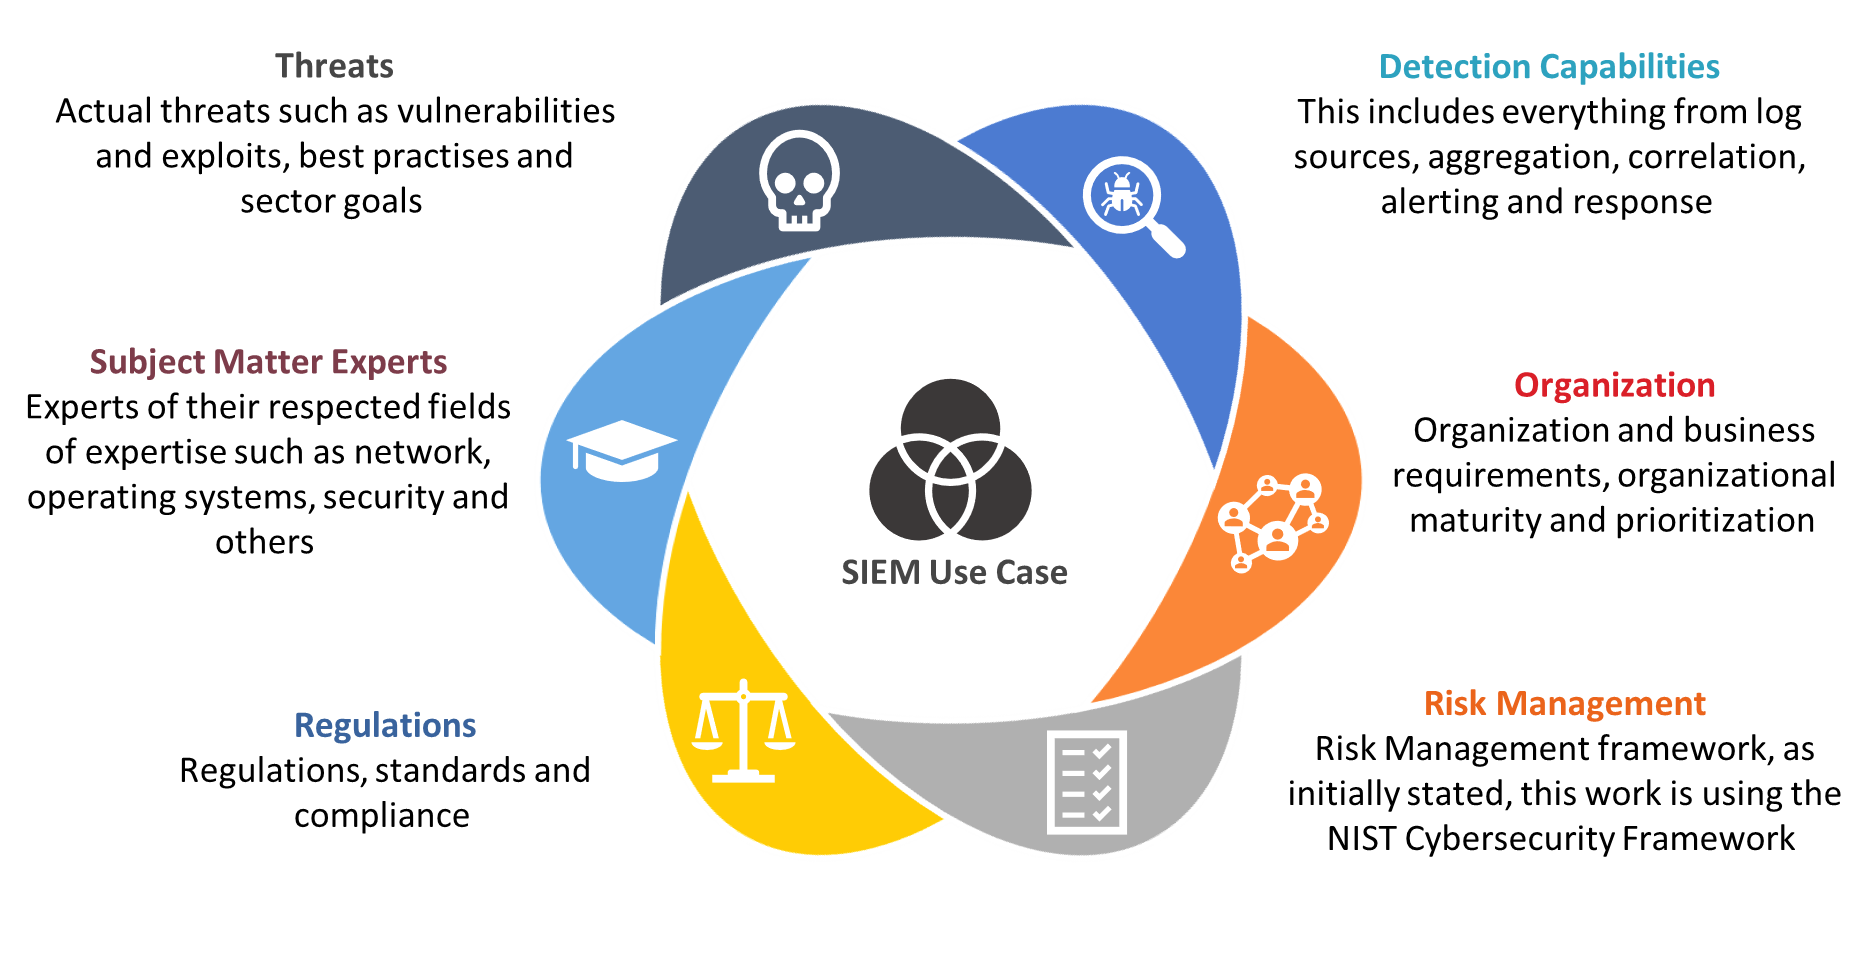 Threats
Actual threats such as vulnerabilities
and exploits, best practises and
sector goals
Detection Capabilities
This includes everything from log
sources, aggregation, correlation,
alerting and response
Subject Matter Experts
Experts of their respected fields
of expertise such as network,
operating systems, security and
others
SIEM Use Case
Organization
Organization and business
requirements, organizational
maturity and prioritization
Regulations
Regulations, standards and
compliance
Risk Management
Risk Management framework, as
initially stated, this work is using the
NIST Cybersecurity Framework